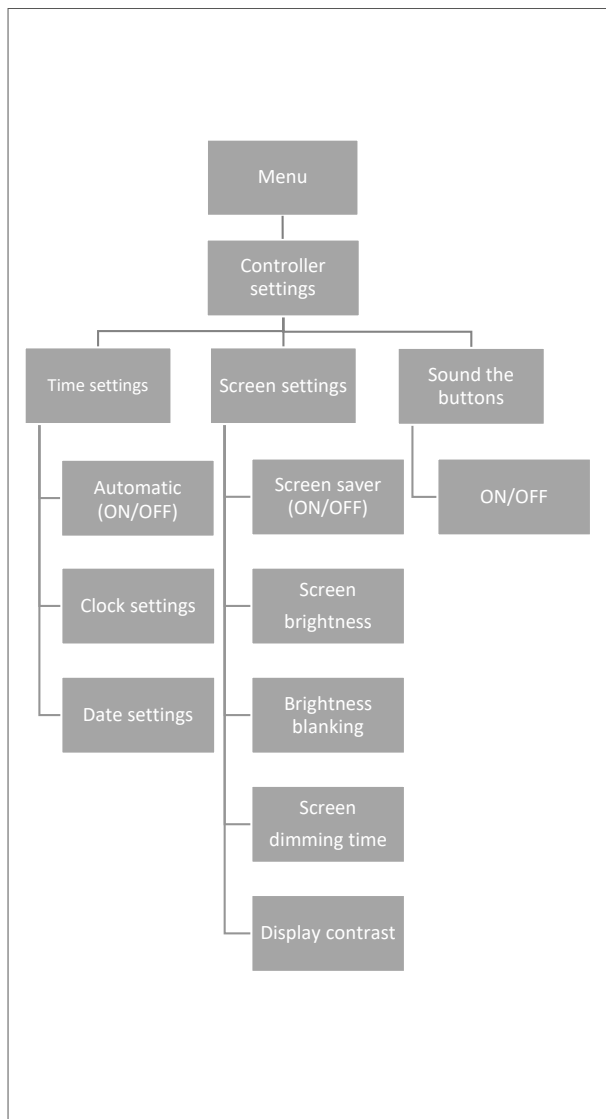 Menu
Controller
settings
Time settings
Automatic
(ON/OFF)
Clock settings
Date settings
Screen settings
Screen saver
(ON/OFF)
Screen
brightness
Brightness
blanking
Screen
dimming time
Display contrast
Sound the
buttons
ON/OFF